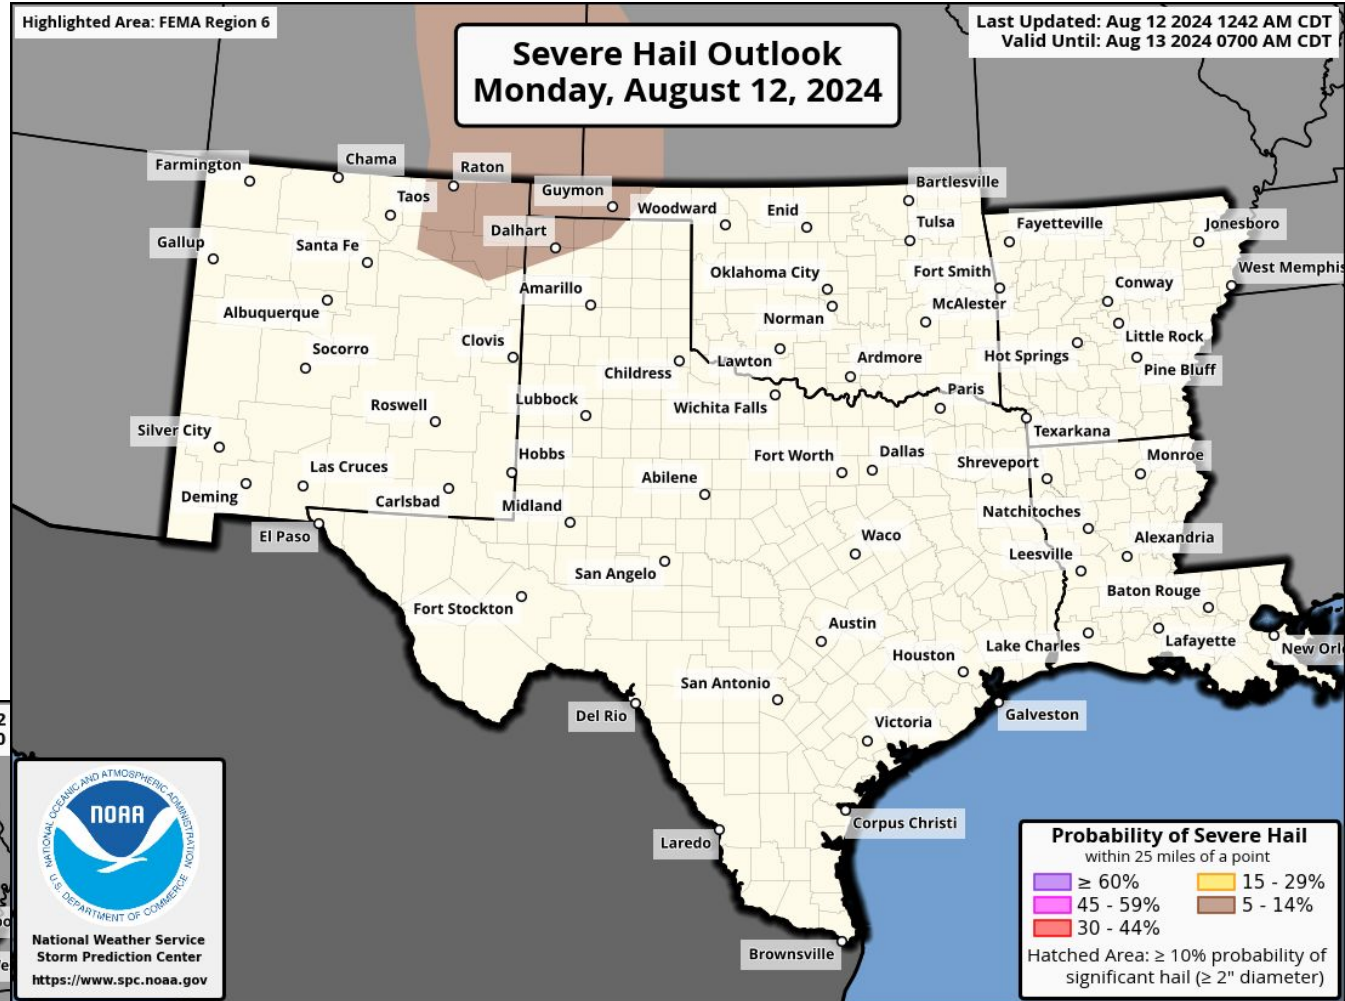 Highlighted Area: FEMA Region 6
Severe Hail Outlook
Monday, August 12, 2024
Last Updated: Aug 12 2024 1242 AM CDT
Valid Until: Aug 13 2024 0700 AM CDT
Farmington
Chama
Raton
Taos
Guymon
Woodward
Enid
Bartlesville
Tulsa
Fayetteville
Jonesboro
Gallup
Santa Fe
Dalhart
Oklahoma City
Fort Smith
West Memphis
Amarillo
Conway
Albuquerque
Norman
McAlester
Little Rock
Socorro
Clovis
Childress
Lawton
Ardmore
Hot Springs
Pine Bluff
Roswell
Lubbock
Wichita Falls
Paris
Texarkana
Silver City
Las Cruces
Hobbs
Abilene
Fort Worth
Dallas
Shreveport
Monroe
Deming
Carlsbad
Midland
Natchitoches
El Paso
San Angelo
Waco
Leesville
Alexandria
Fort Stockton
Baton Rouge
Austin
Houston
Lake Charles
Lafayette
New Orl
Del Rio
San Antonio
Victoria
Galveston
Laredo
Corpus Christi
Brownsville
2
0
NATIONAL OCEANIC AND ATMOSPHERIC ADMINISTRATION
NOAA
U.S. DEPARTMENT OF COMMERCE
National Weather Service
Storm Prediction Center
https://www.spc.noaa.gov
Probability of Severe Hail
within 25 miles of a point
≥ 60% 15 - 29%
45 - 59% 5 - 14%
30 - 44%
Hatched Area: ≥ 10% probability of
significant hail (≥ 2" diameter)